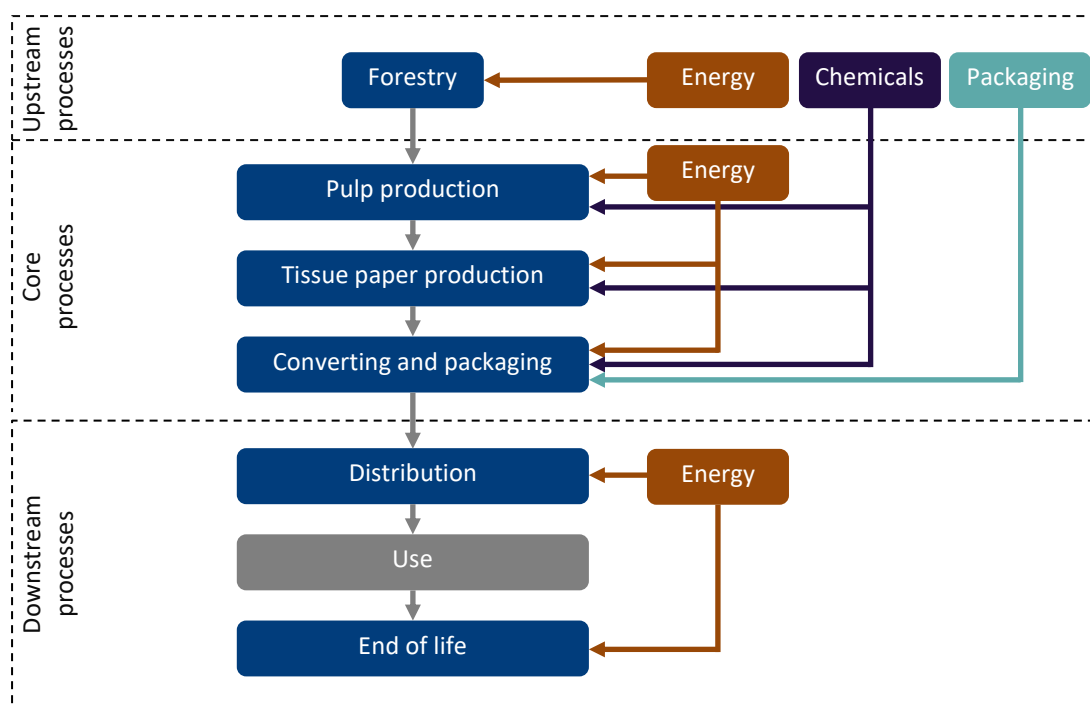 Upstream
processes
Forestry
Energy
Chemicals
Packaging
Core
processes
Pulp production
Energy
Tissue paper production
Converting and packaging
Downstream
processes
Distribution
Energy
Use
End of life